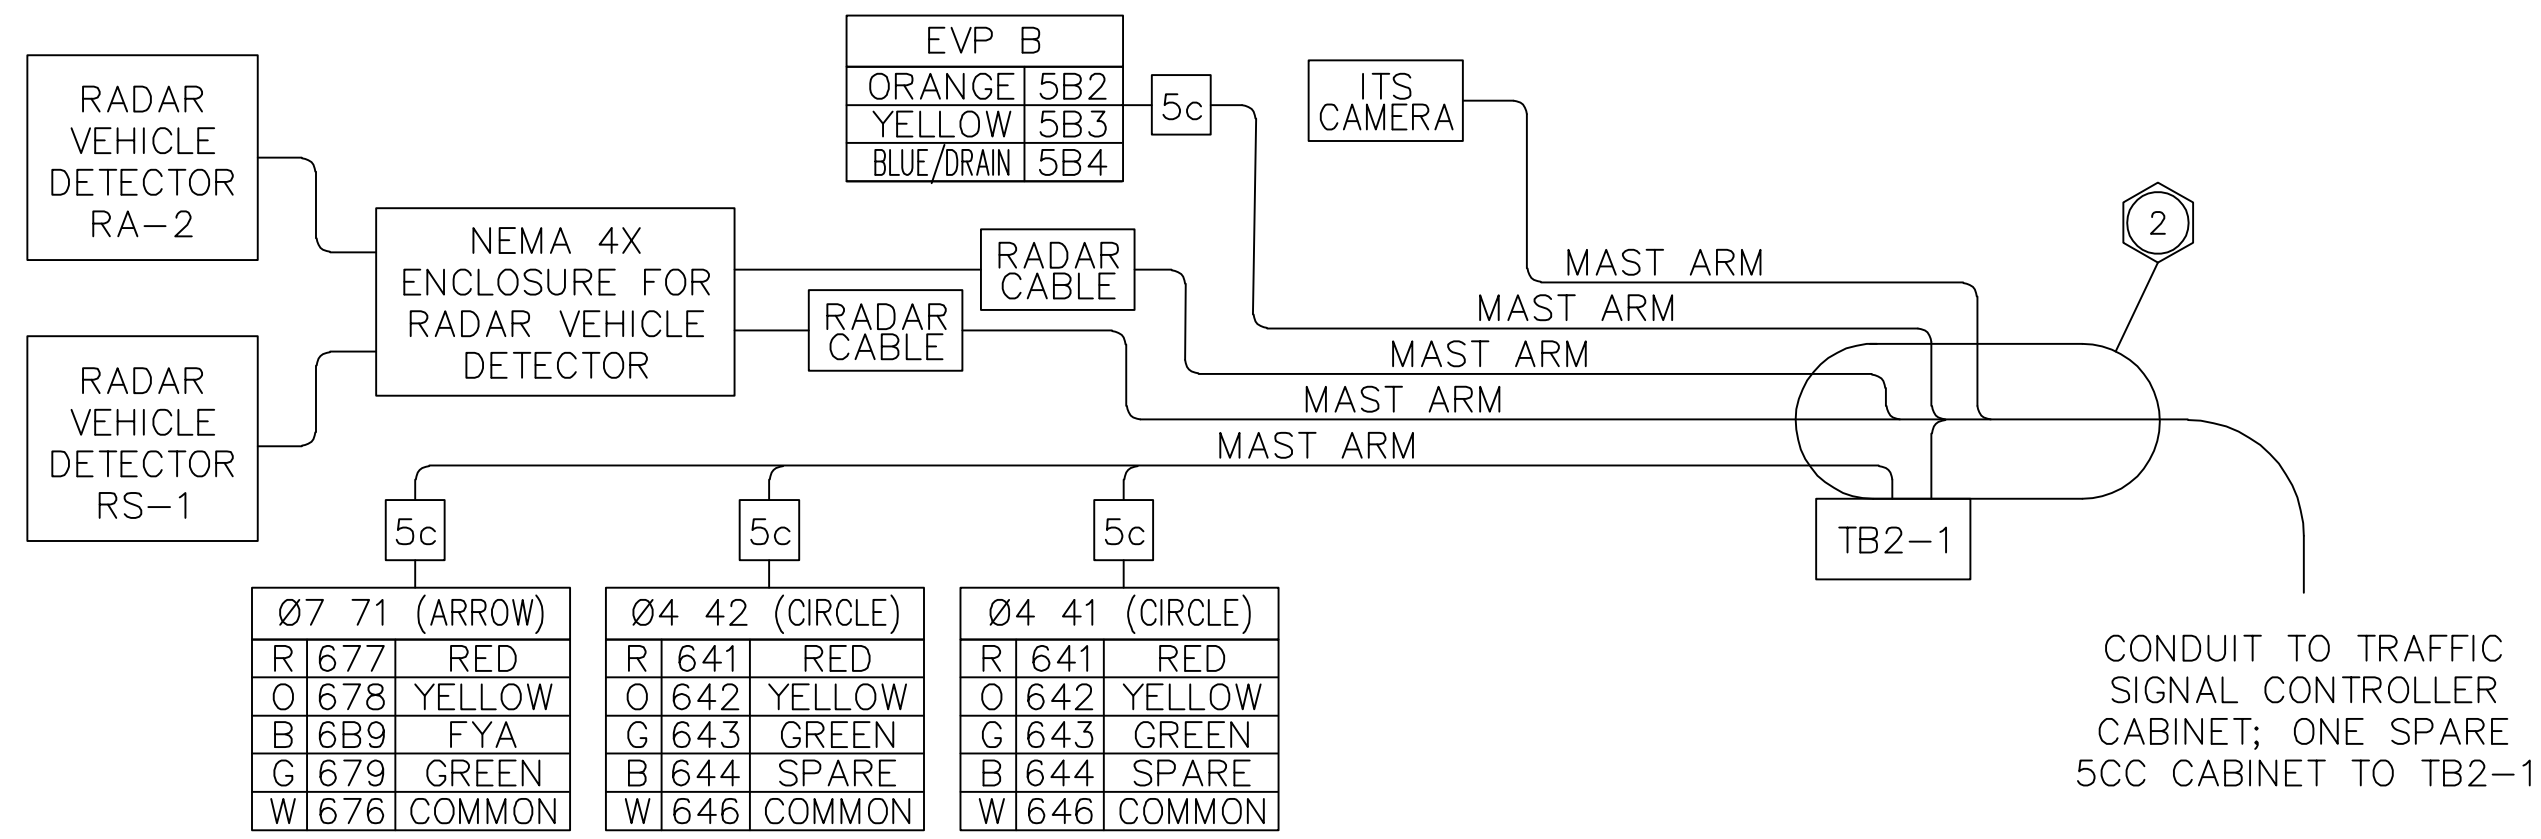 RADAR
VEHICLE
DETECTOR
RA-2
EVP B
ORANGE 5B2
YELLOW 5B3
BLUE/DRAIN 5B4
5c
ITS
CAMERA
2
NEMA 4X
ENCLOSURE FOR
RADAR VEHICLE
DETECTOR
RADAR
CABLE
RADAR
CABLE
MAST ARM
MAST ARM
MAST ARM
MAST ARM
MAST ARM
RADAR
VEHICLE
DETECTOR
RS-1
5c
5c
5c
TB2-1
Ø7 71 (ARROW)
R 677 RED
O 678 YELLOW
B 6B9 FYA
G 679 GREEN
W 676 COMMON
Ø4 42 (CIRCLE)
R 641 RED
O 642 YELLOW
G 643 GREEN
B 644 SPARE
W 646 COMMON
Ø4 41 (CIRCLE)
R 641 RED
O 642 YELLOW
G 643 GREEN
B 644 SPARE
W 646 COMMON
CONDUIT TO TRAFFIC
SIGNAL CONTROLLER
CABINET; ONE SPARE
5CC CABINET TO TB2-1